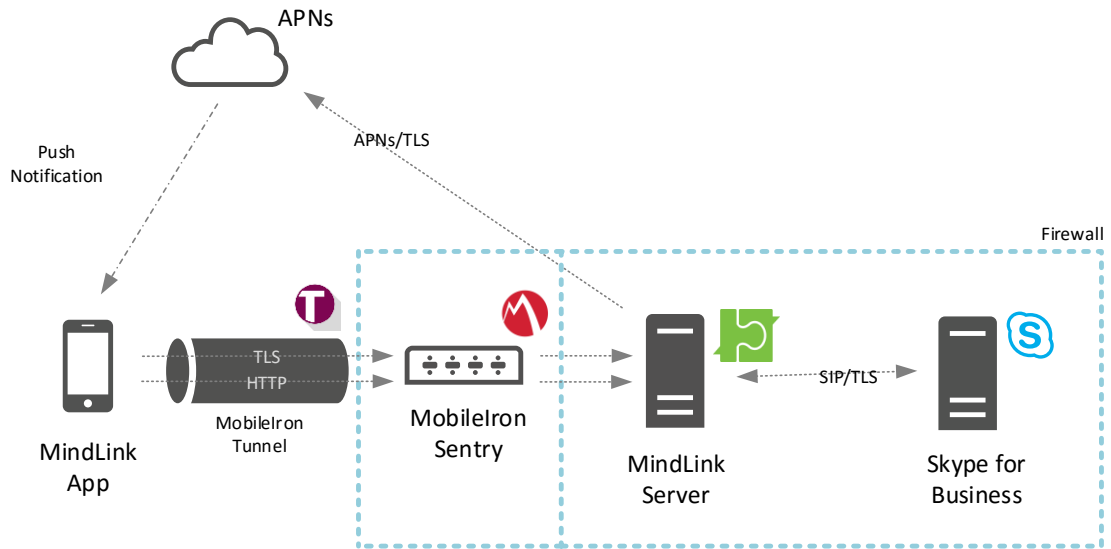 APNs
APNs/TLS
Push
Notification
Firewall
T
S
TLS
HTTP
SIP/TLS
MobileIron
Tunnel
MobileIron
Sentry
MindLink
App
MindLink
Server
Skype for
Business